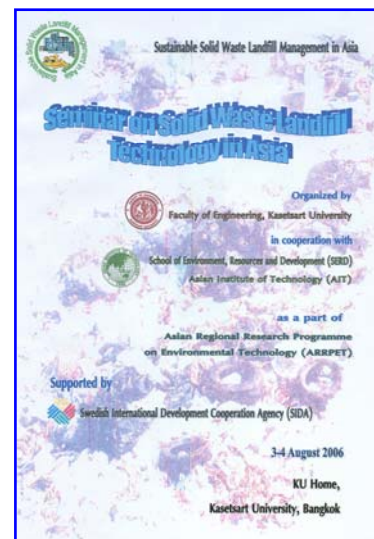 Sustainable Solid Waste Landfill Management in Asia
Seminar on Solid Waste Landfill
Technology in Asia
Organized by
Faculty of Engineering, Kasetsart University
in cooperation with
School of Environment, Resources and Development (SERD)
Asian Institute of Technology (AIT)
as a part of
Asian Regional Research Programme
on Environmental Technology (ARRPET)
Supported by
Swedish International Development Cooperation Agency (SIDA)
3-4 August 2006
KU Home,
Kasetsart University, Bangkok